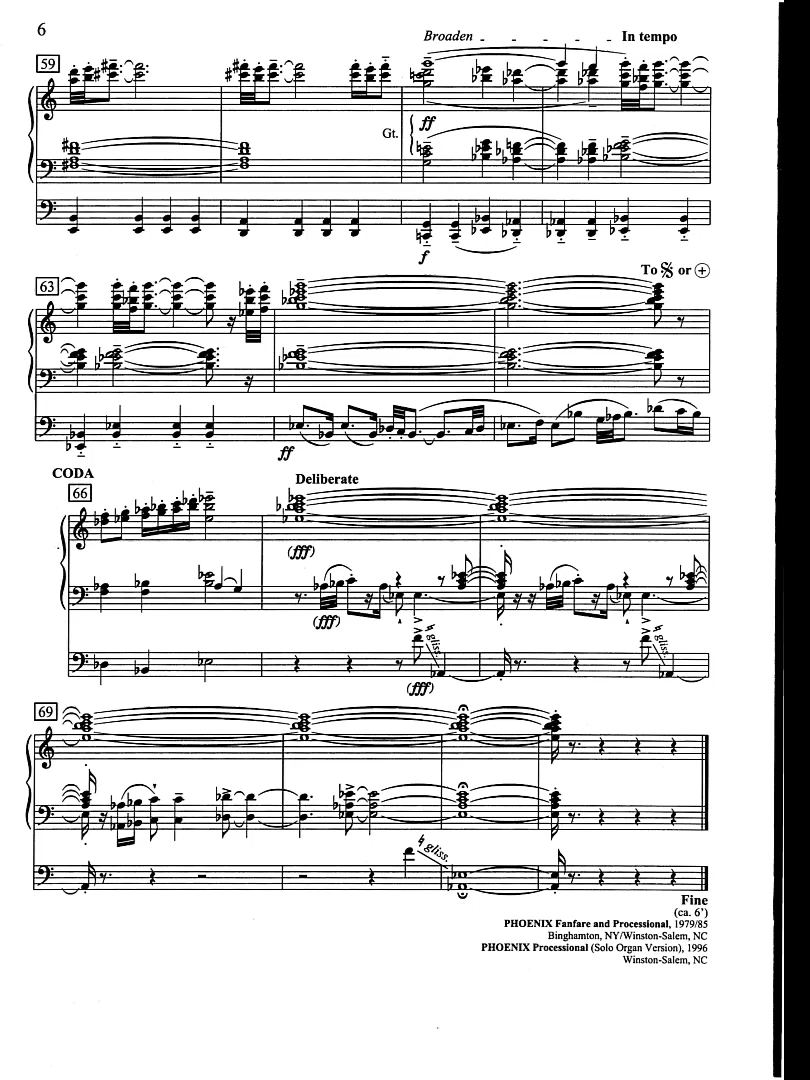 6
Broaden In tempo
59
Gt.
ff
f
To 𝄋 or ⊕
63
ff
CODA
66
Deliberate
(fff)
(fff)
♮ gliss.
♮ gliss.
(fff)
69
♮ gliss.
Fine
(ca. 6')
PHOENIX Fanfare and Processional, 1979/85
Binghamton, NY/Winston-Salem, NC
PHOENIX Processional (Solo Organ Version), 1996
Winston-Salem, NC